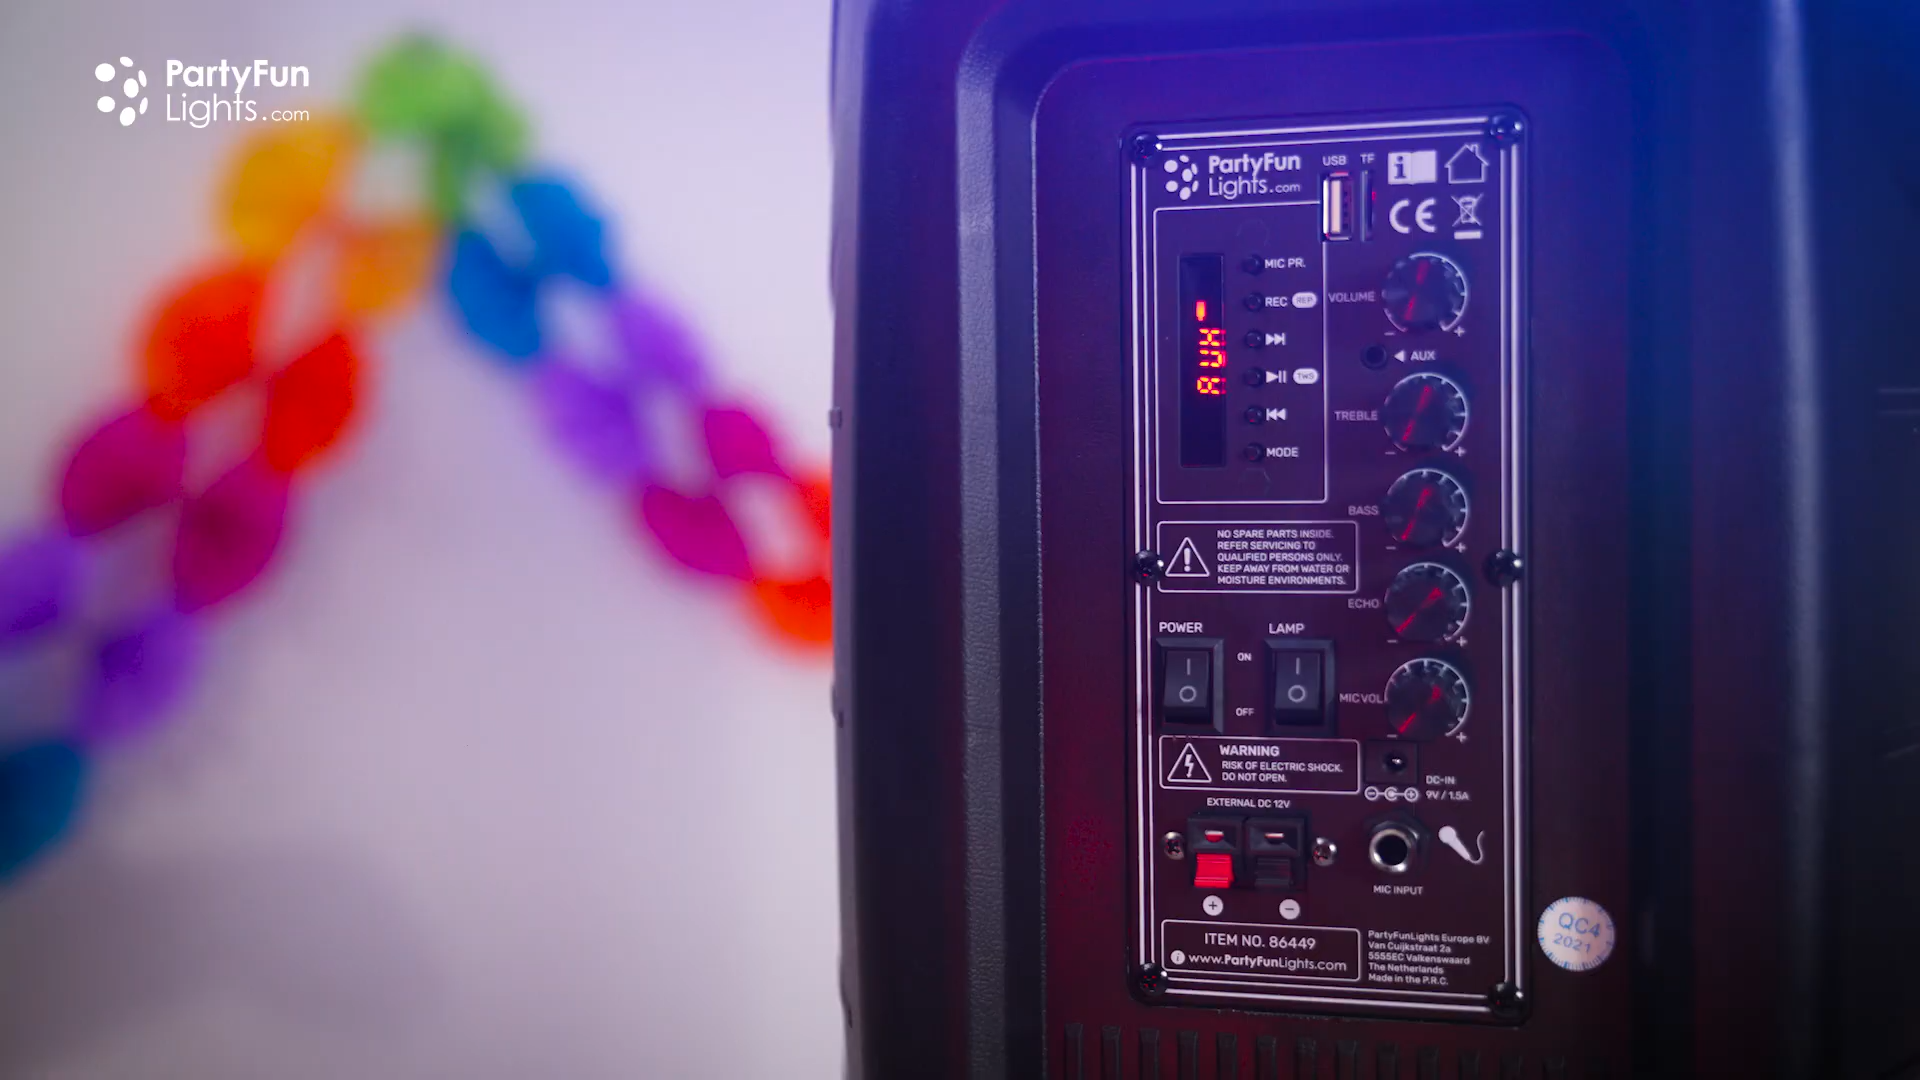 PartyFun
Lights.com
PartyFun
Lights.com
USB
TF
i
CE
MIC PR.
REC REP
TWS
MODE
AUX
VOLUME
AUX
TREBLE
BASS
ECHO
MIC VOL
NO SPARE PARTS INSIDE.
REFER SERVICING TO
QUALIFIED PERSONS ONLY.
KEEP AWAY FROM WATER OR
MOISTURE ENVIRONMENTS.
POWER
LAMP
ON
OFF
WARNING
RISK OF ELECTRIC SHOCK.
DO NOT OPEN.
DC-IN
9V / 1.5A
EXTERNAL DC 12V
MIC INPUT
ITEM NO. 86449
i www.PartyFunLights.com
PartyFunLights Europe BV
Van Cuijkstraat 2a
5555EC Valkenswaard
The Netherlands
Made in the P.R.C.
QC4
2021